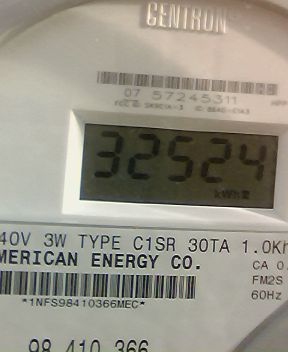 CENTRON
07 57245311
32524
kWh
40V 3W TYPE C1SR 30TA 1.0Kh
MERICAN ENERGY CO.
CA 0.
FM2S
60Hz
*1NFS98410366MEC*
98 410 366